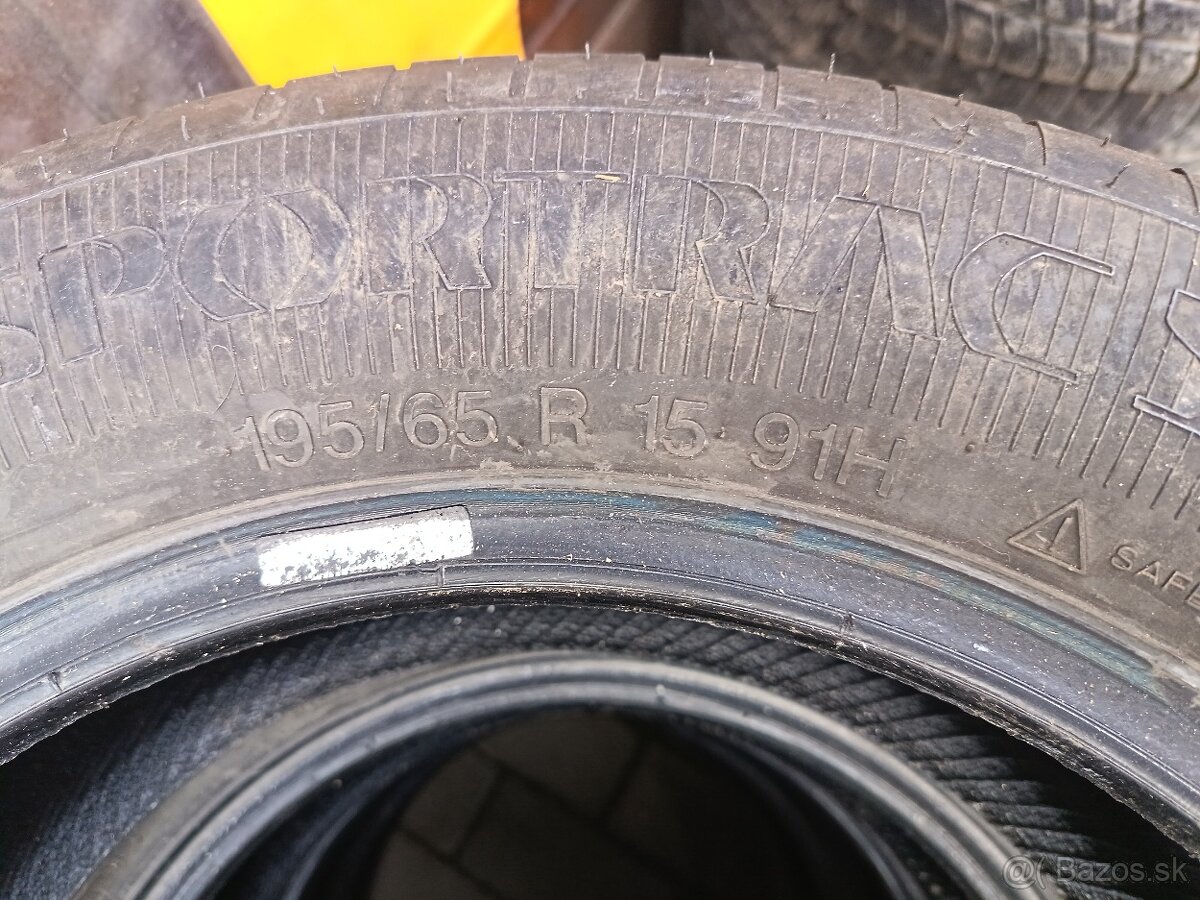 SPORTRAC
195/65 R 15 91H
SAFE
@( Bazos.sk